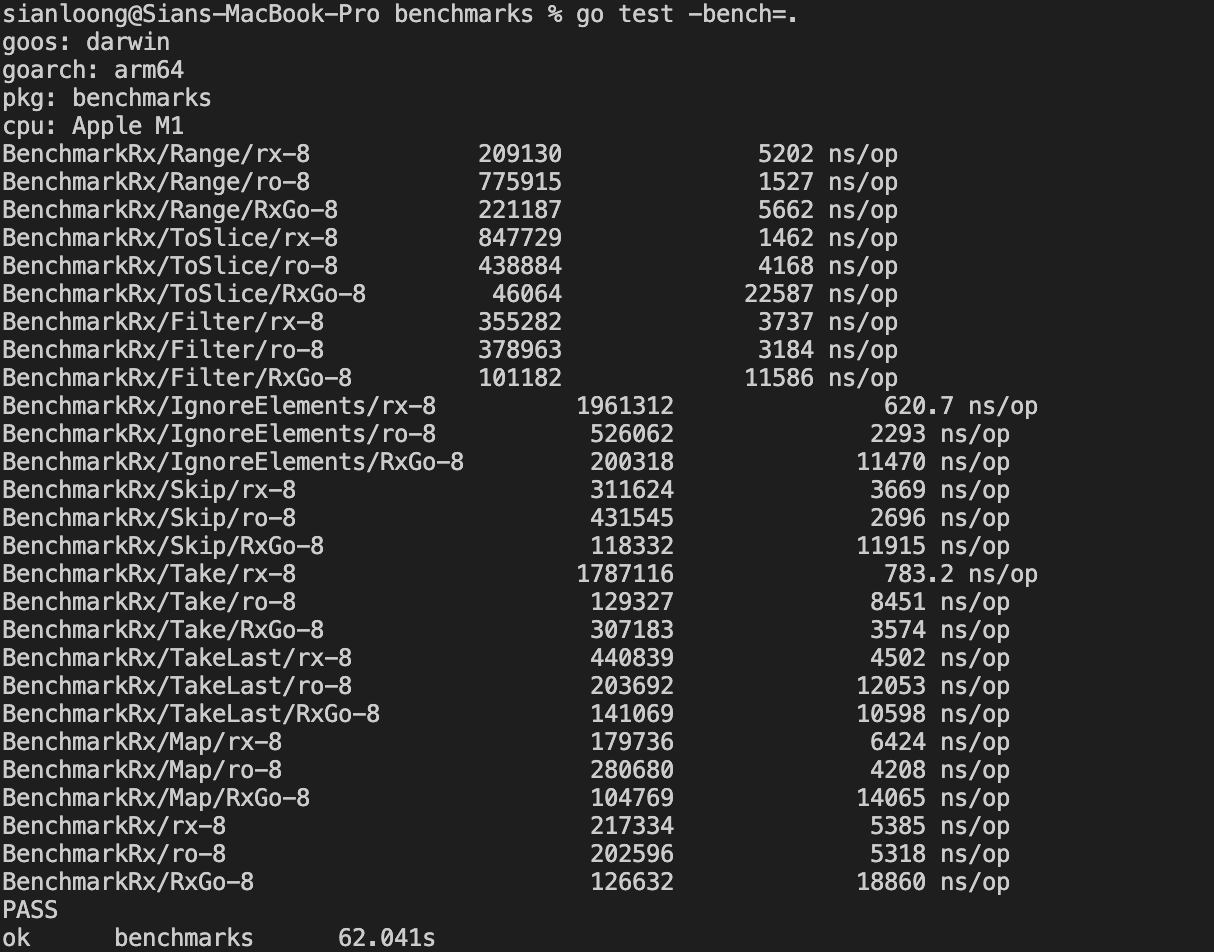 sianloong@Sians-MacBook-Pro benchmarks % go test -bench=.
goos: darwin
goarch: arm64
pkg: benchmarks
cpu: Apple M1
BenchmarkRx/Range/rx-8            209130              5202 ns/op
BenchmarkRx/Range/ro-8            775915              1527 ns/op
BenchmarkRx/Range/RxGo-8          221187              5662 ns/op
BenchmarkRx/ToSlice/rx-8          847729              1462 ns/op
BenchmarkRx/ToSlice/ro-8          438884              4168 ns/op
BenchmarkRx/ToSlice/RxGo-8         46064             22587 ns/op
BenchmarkRx/Filter/rx-8           355282              3737 ns/op
BenchmarkRx/Filter/ro-8           378963              3184 ns/op
BenchmarkRx/Filter/RxGo-8         101182             11586 ns/op
BenchmarkRx/IgnoreElements/rx-8          1961312               620.7 ns/op
BenchmarkRx/IgnoreElements/ro-8           526062              2293 ns/op
BenchmarkRx/IgnoreElements/RxGo-8         200318             11470 ns/op
BenchmarkRx/Skip/rx-8                     311624              3669 ns/op
BenchmarkRx/Skip/ro-8                     431545              2696 ns/op
BenchmarkRx/Skip/RxGo-8                   118332             11915 ns/op
BenchmarkRx/Take/rx-8                    1787116               783.2 ns/op
BenchmarkRx/Take/ro-8                     129327              8451 ns/op
BenchmarkRx/Take/RxGo-8                   307183              3574 ns/op
BenchmarkRx/TakeLast/rx-8                 440839              4502 ns/op
BenchmarkRx/TakeLast/ro-8                 203692             12053 ns/op
BenchmarkRx/TakeLast/RxGo-8               141069             10598 ns/op
BenchmarkRx/Map/rx-8                      179736              6424 ns/op
BenchmarkRx/Map/ro-8                      280680              4208 ns/op
BenchmarkRx/Map/RxGo-8                    104769             14065 ns/op
BenchmarkRx/rx-8                          217334              5385 ns/op
BenchmarkRx/ro-8                          202596              5318 ns/op
BenchmarkRx/RxGo-8                        126632             18860 ns/op
PASS
ok      benchmarks      62.041s